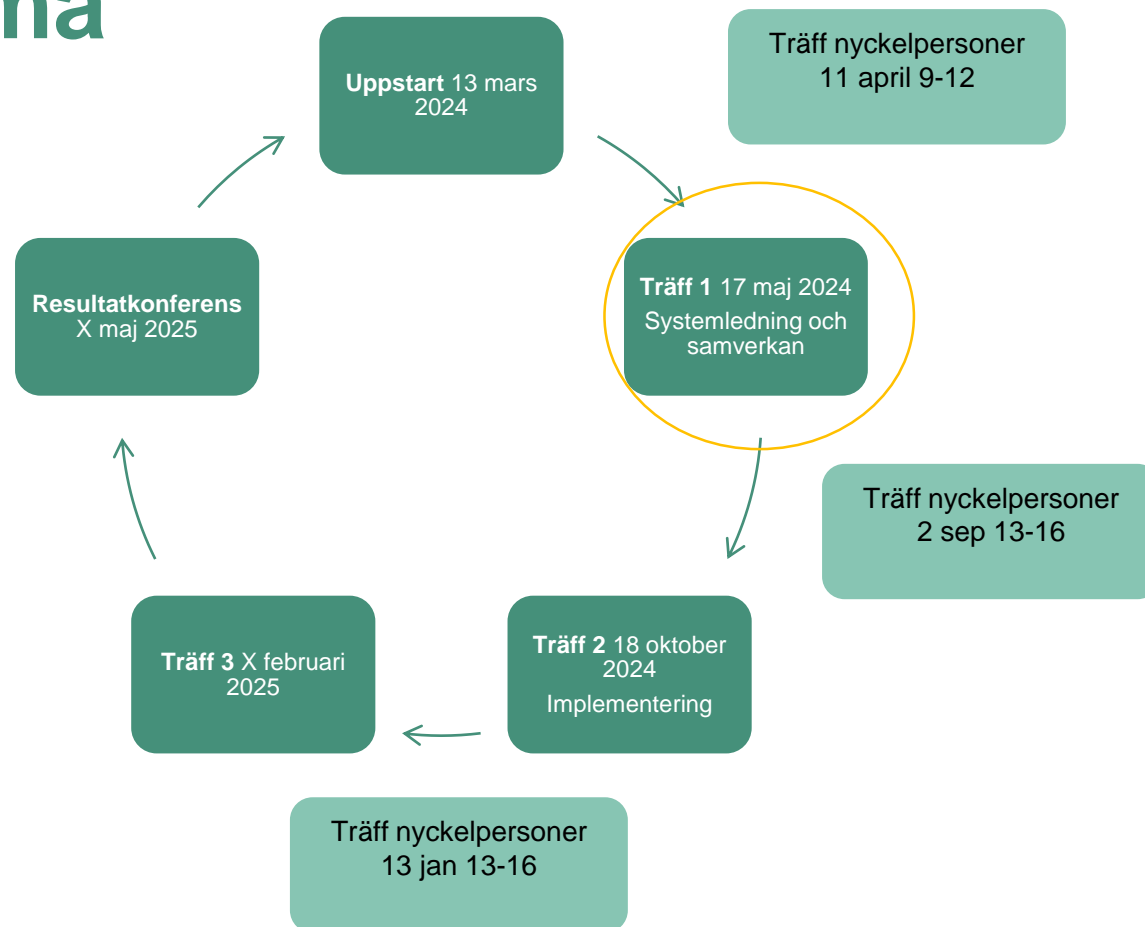 Uppstart 13 mars
2024
Träff nyckelpersoner
11 april 9-12
Träff 1 17 maj 2024
Systemledning och
samverkan
Träff nyckelpersoner
2 sep 13-16
Träff 2 18 oktober
2024
Implementering
Träff nyckelpersoner
13 jan 13-16
Träff 3 X februari
2025
Resultatkonferens
X maj 2025